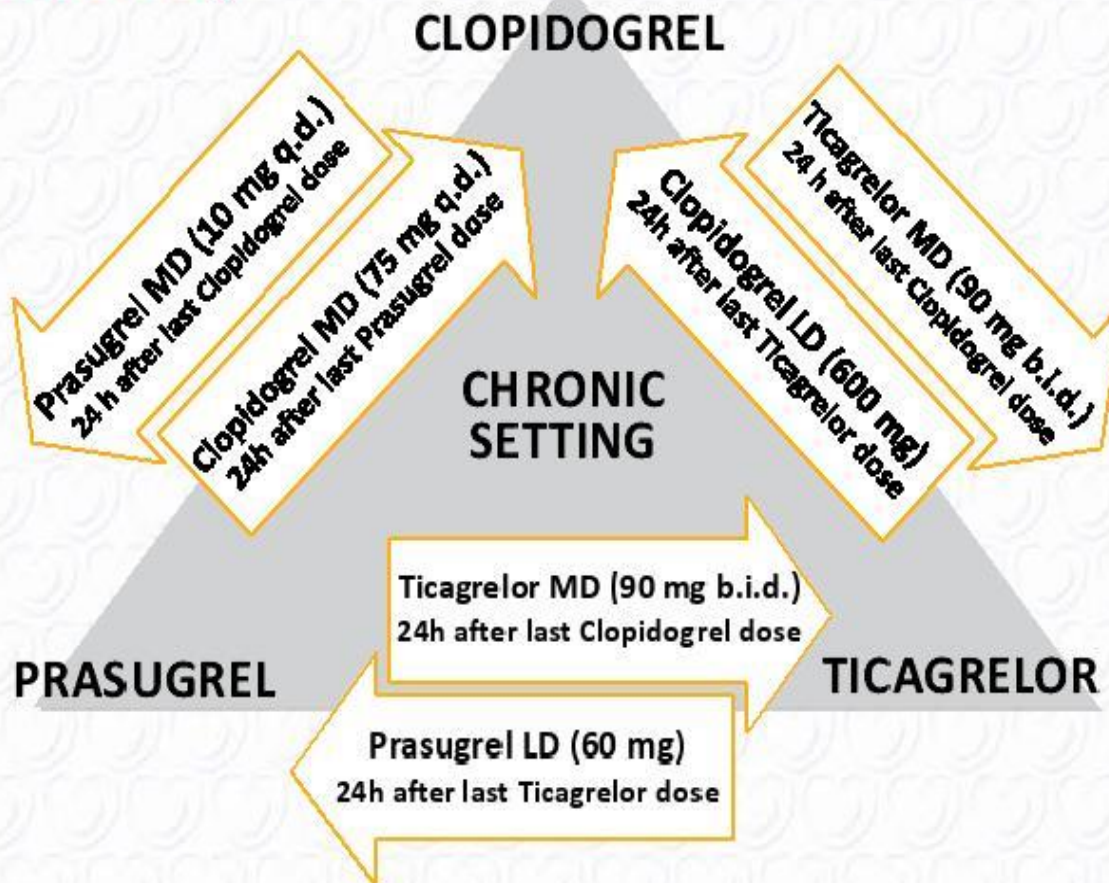 CLOPIDOGREL
Prasugrel MD (10 mg q.d.)
24 h after last Clopidogrel dose
Clopidogrel MD (75 mg q.d.)
24h after last Prasugrel dose
Ticagrelor MD (90 mg b.i.d.)
24 h after last Clopidogrel dose
Clopidogrel LD (600 mg)
24h after last Ticagrelor dose
CHRONIC
SETTING
Ticagrelor MD (90 mg b.i.d.)
24h after last Clopidogrel dose
PRASUGREL
TICAGRELOR
Prasugrel LD (60 mg)
24h after last Ticagrelor dose